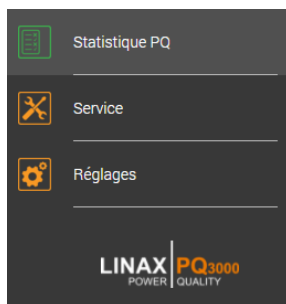 Statistique PQ
Service
Réglages
LINAX PQ3000
POWER QUALITY